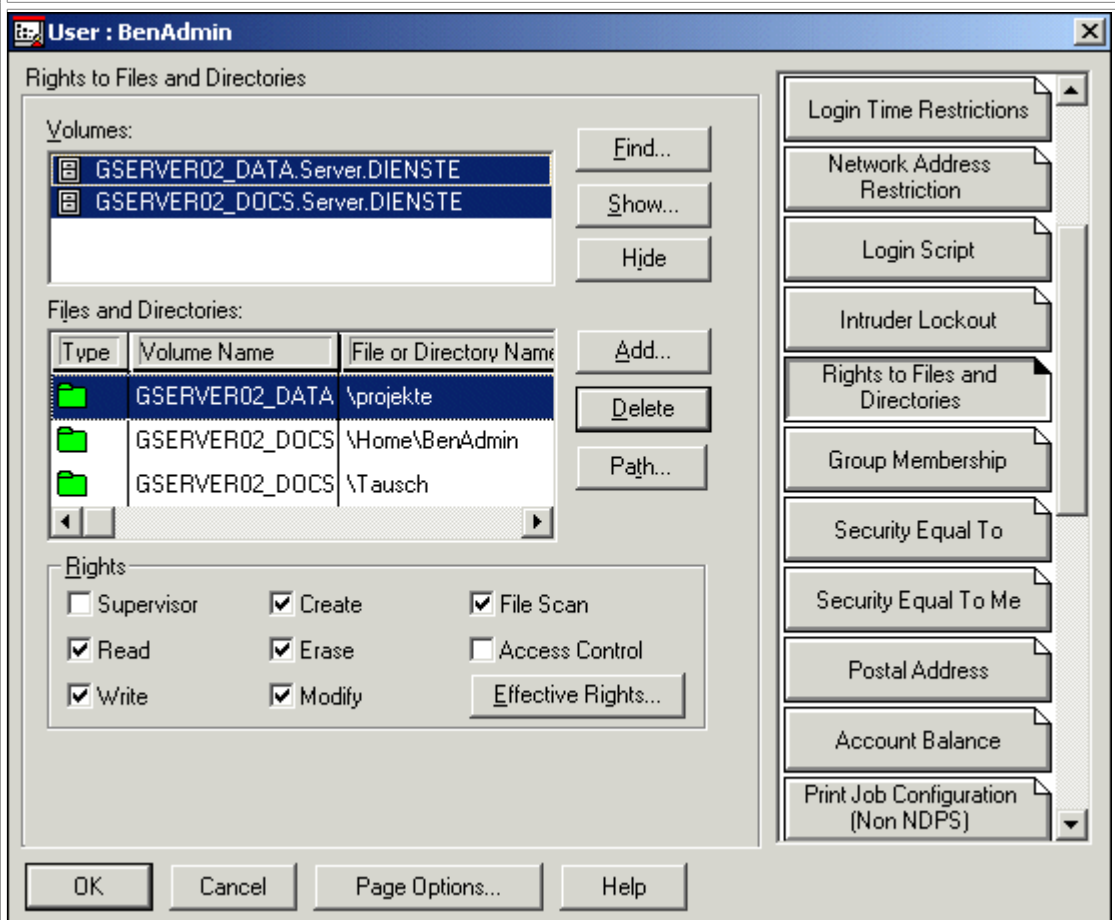 User : BenAdmin
Rights to Files and Directories
Volumes:
GSERVER02_DATA.Server.DIENSTE
GSERVER02_DOCS.Server.DIENSTE
Find...
Show...
Hide
Files and Directories:
Type Volume Name File or Directory Name
GSERVER02_DATA \projekte
GSERVER02_DOCS \Home\BenAdmin
GSERVER02_DOCS \Tausch
Add...
Delete
Path...
Rights
Supervisor Create File Scan
Read Erase Access Control
Write Modify Effective Rights...
Login Time Restrictions
Network Address
Restriction
Login Script
Intruder Lockout
Rights to Files and
Directories
Group Membership
Security Equal To
Security Equal To Me
Postal Address
Account Balance
Print Job Configuration
(Non NDPS)
OK Cancel Page Options... Help